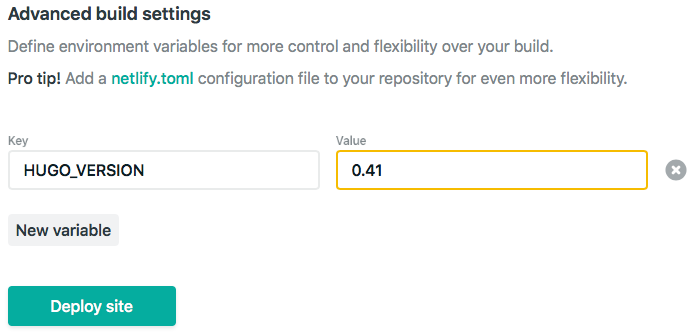 Advanced build settings
Define environment variables for more control and flexibility over your build.
Pro tip! Add a netlify.toml configuration file to your repository for even more flexibility.
Key
Value
HUGO_VERSION
0.41
New variable
Deploy site